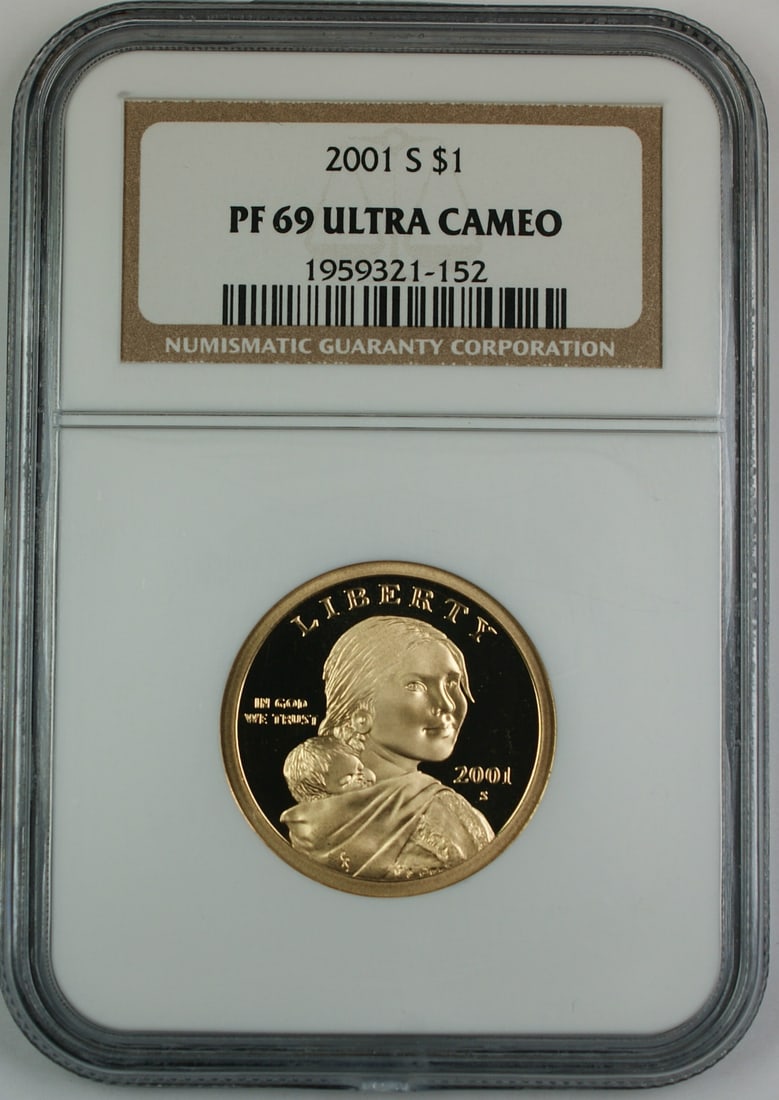 2001 S $1
PF 69 ULTRA CAMEO
1959321-152
NUMISMATIC GUARANTY CORPORATION
LIBERTY
IN GOD
WE TRUST
2001
S